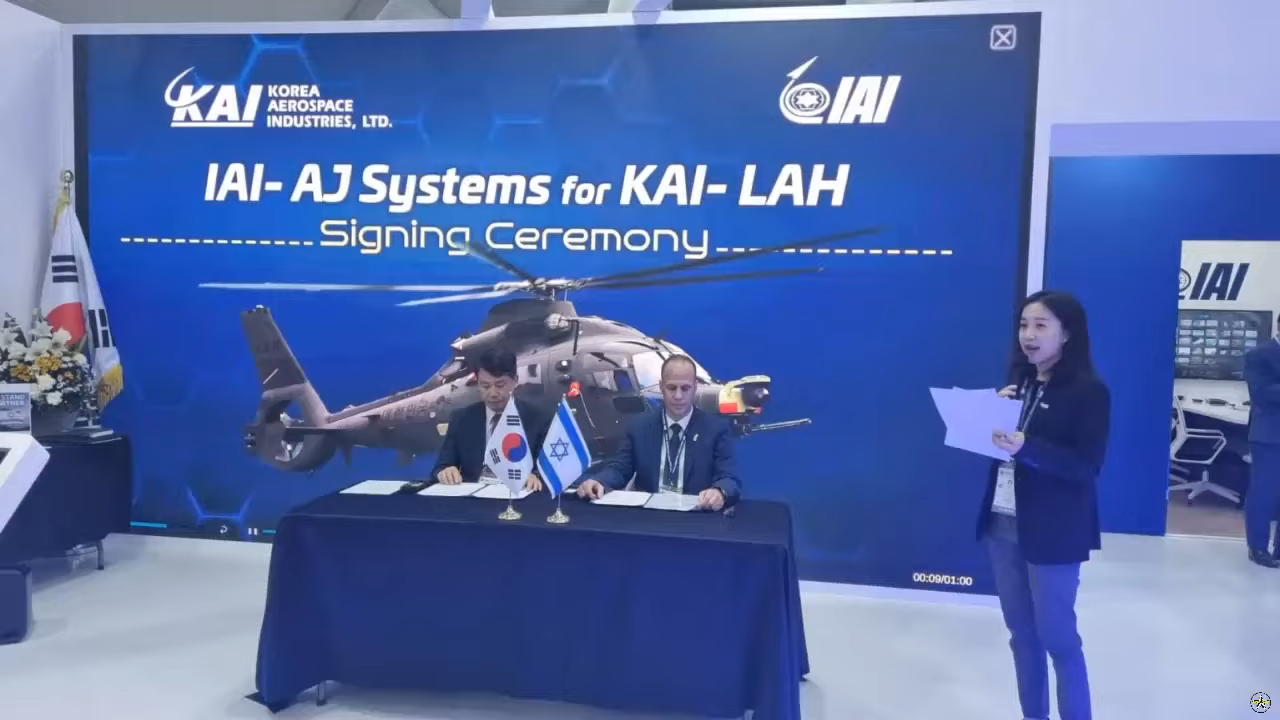 KAI KOREA
AEROSPACE
INDUSTRIES, LTD.
IAI
IAI- AJ Systems for KAI- LAH
Signing Ceremony
IAI
STAND
00:09/01:00